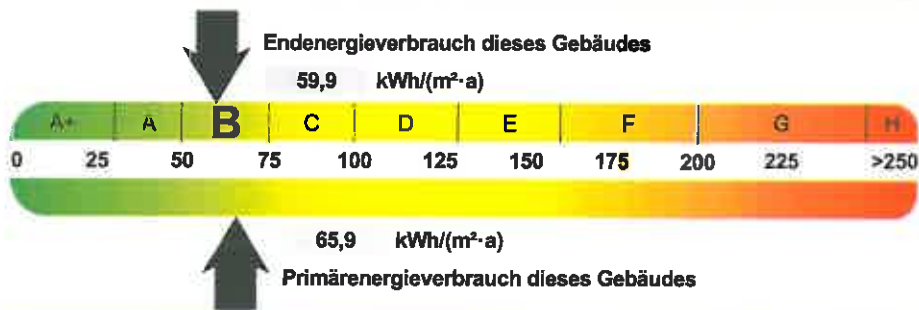 Endenergieverbrauch dieses Gebäudes
59,9 kWh/(m²·a)
A+ A B C D E F G H
0 25 50 75 100 125 150 175 200 225 >250
65,9 kWh/(m²·a)
Primärenergieverbrauch dieses Gebäudes